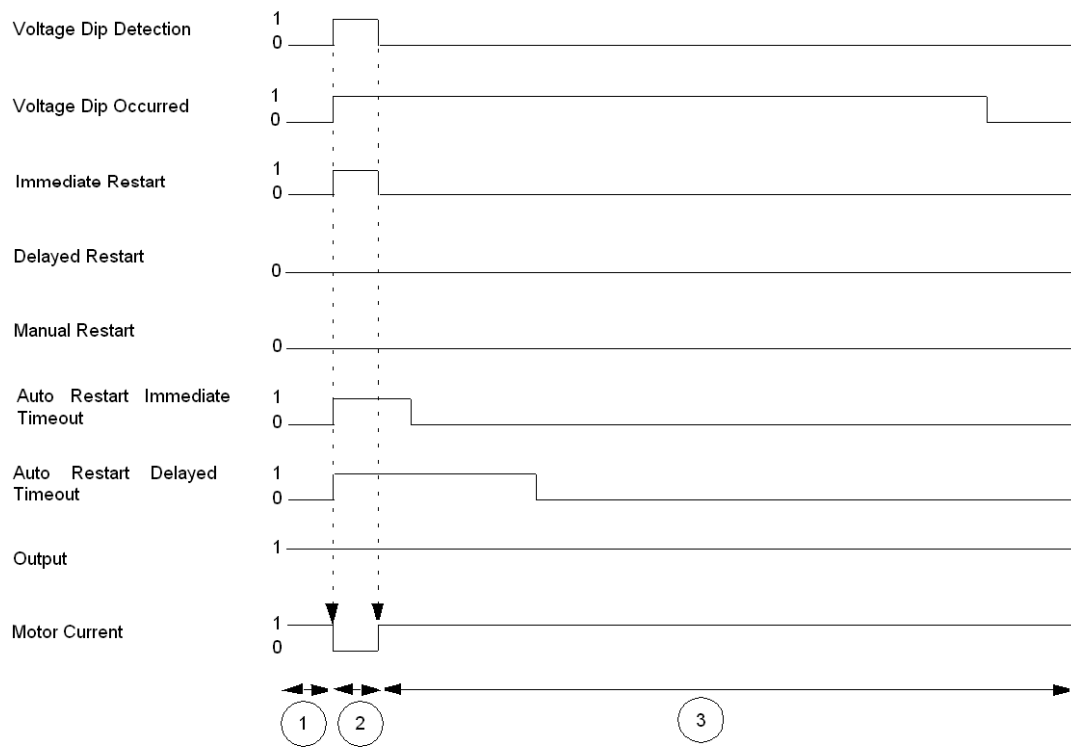 Voltage Dip Detection
1
0
Voltage Dip Occurred
1
0
Immediate Restart
1
0
Delayed Restart
0
Manual Restart
0
Auto Restart Immediate
Timeout
1
0
Auto Restart Delayed
Timeout
1
0
Output
1
Motor Current
1
0
1
2
3